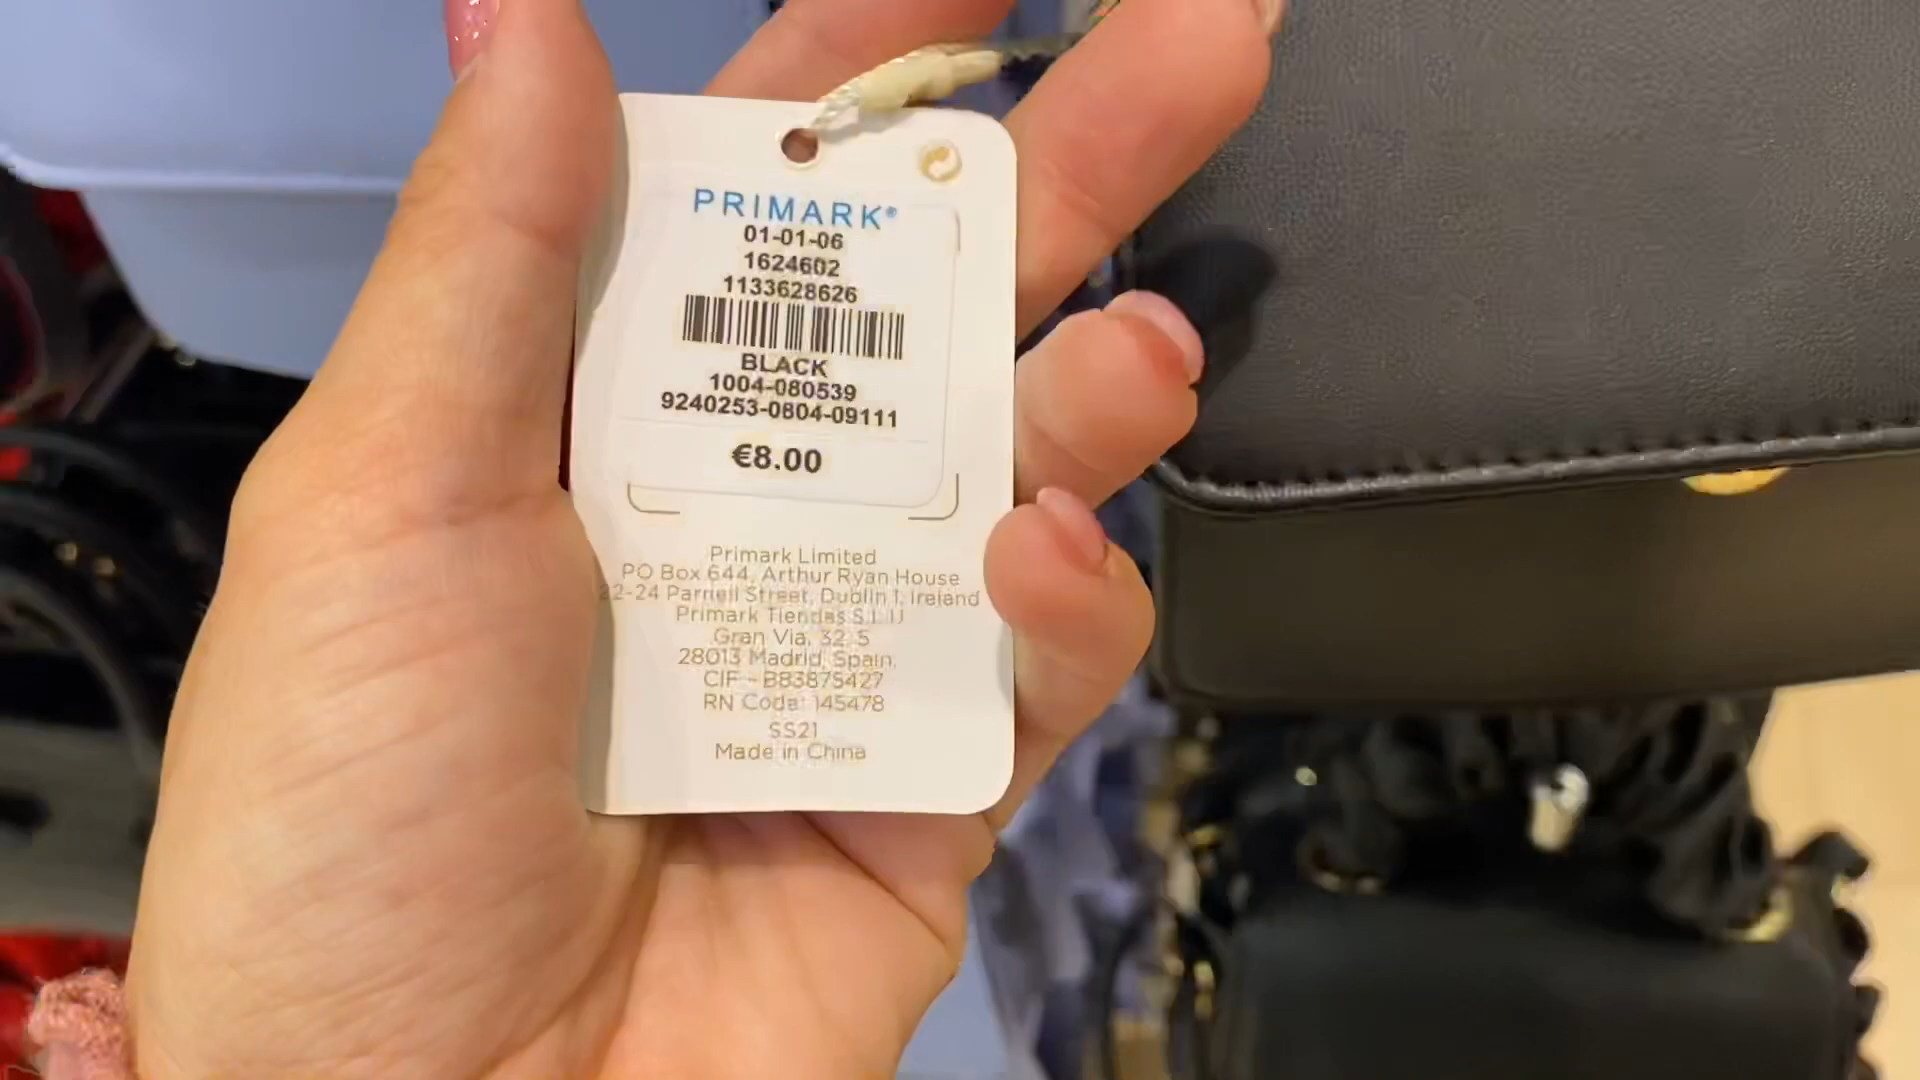 PRIMARK®
01-01-06
1624602
1133628626
BLACK
1004-080539
9240253-0804-09111
€8.00
Primark Limited
PO Box 644, Arthur Ryan House
22-24 Parnell Street, Dublin 1, Ireland
Primark Tiendas S.L.U
Gran Via, 32, 5
28013 Madrid, Spain.
CIF - B83875427
RN Code: 145478
SS21
Made in China